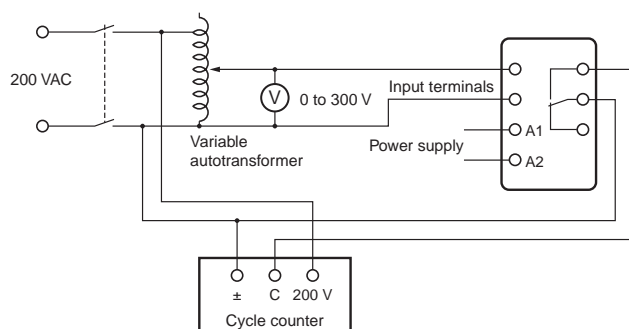 200 VAC
V
0 to 300 V
Input terminals
A1
Variable
autotransformer
Power supply
A2
± C 200 V
Cycle counter